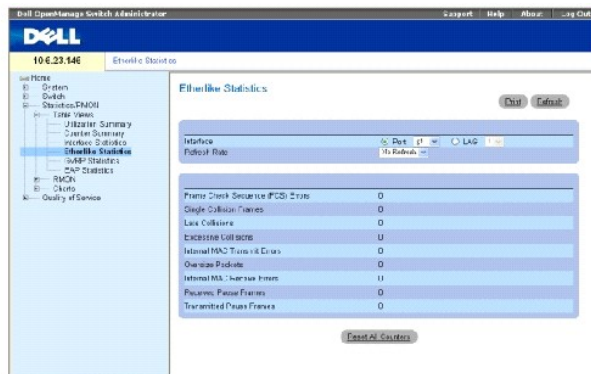 Dell OpenManage Switch Administrator
Support Help About Log Out
DELL
10.6.23.146
Etherlike Statistics
Home
System
Switch
Statistics/RMON
Table Views
Utilization Summary
Counter Summary
Interface Statistics
Etherlike Statistics
GVRP Statistics
EAP Statistics
RMON
Charts
Quality of Service
Etherlike Statistics
Print Refresh
Interface Port LAG
Refresh Rate No Refresh
Frame Check Sequence (FCS) Errors 0
Single Collision Frames 0
Late Collisions 0
Excessive Collisions 0
Internal MAC Transmit Errors 0
Oversize Packets 0
Internal MAC Receive Errors 0
Received Pause Frames 0
Transmitted Pause Frames 0
Reset All Counters